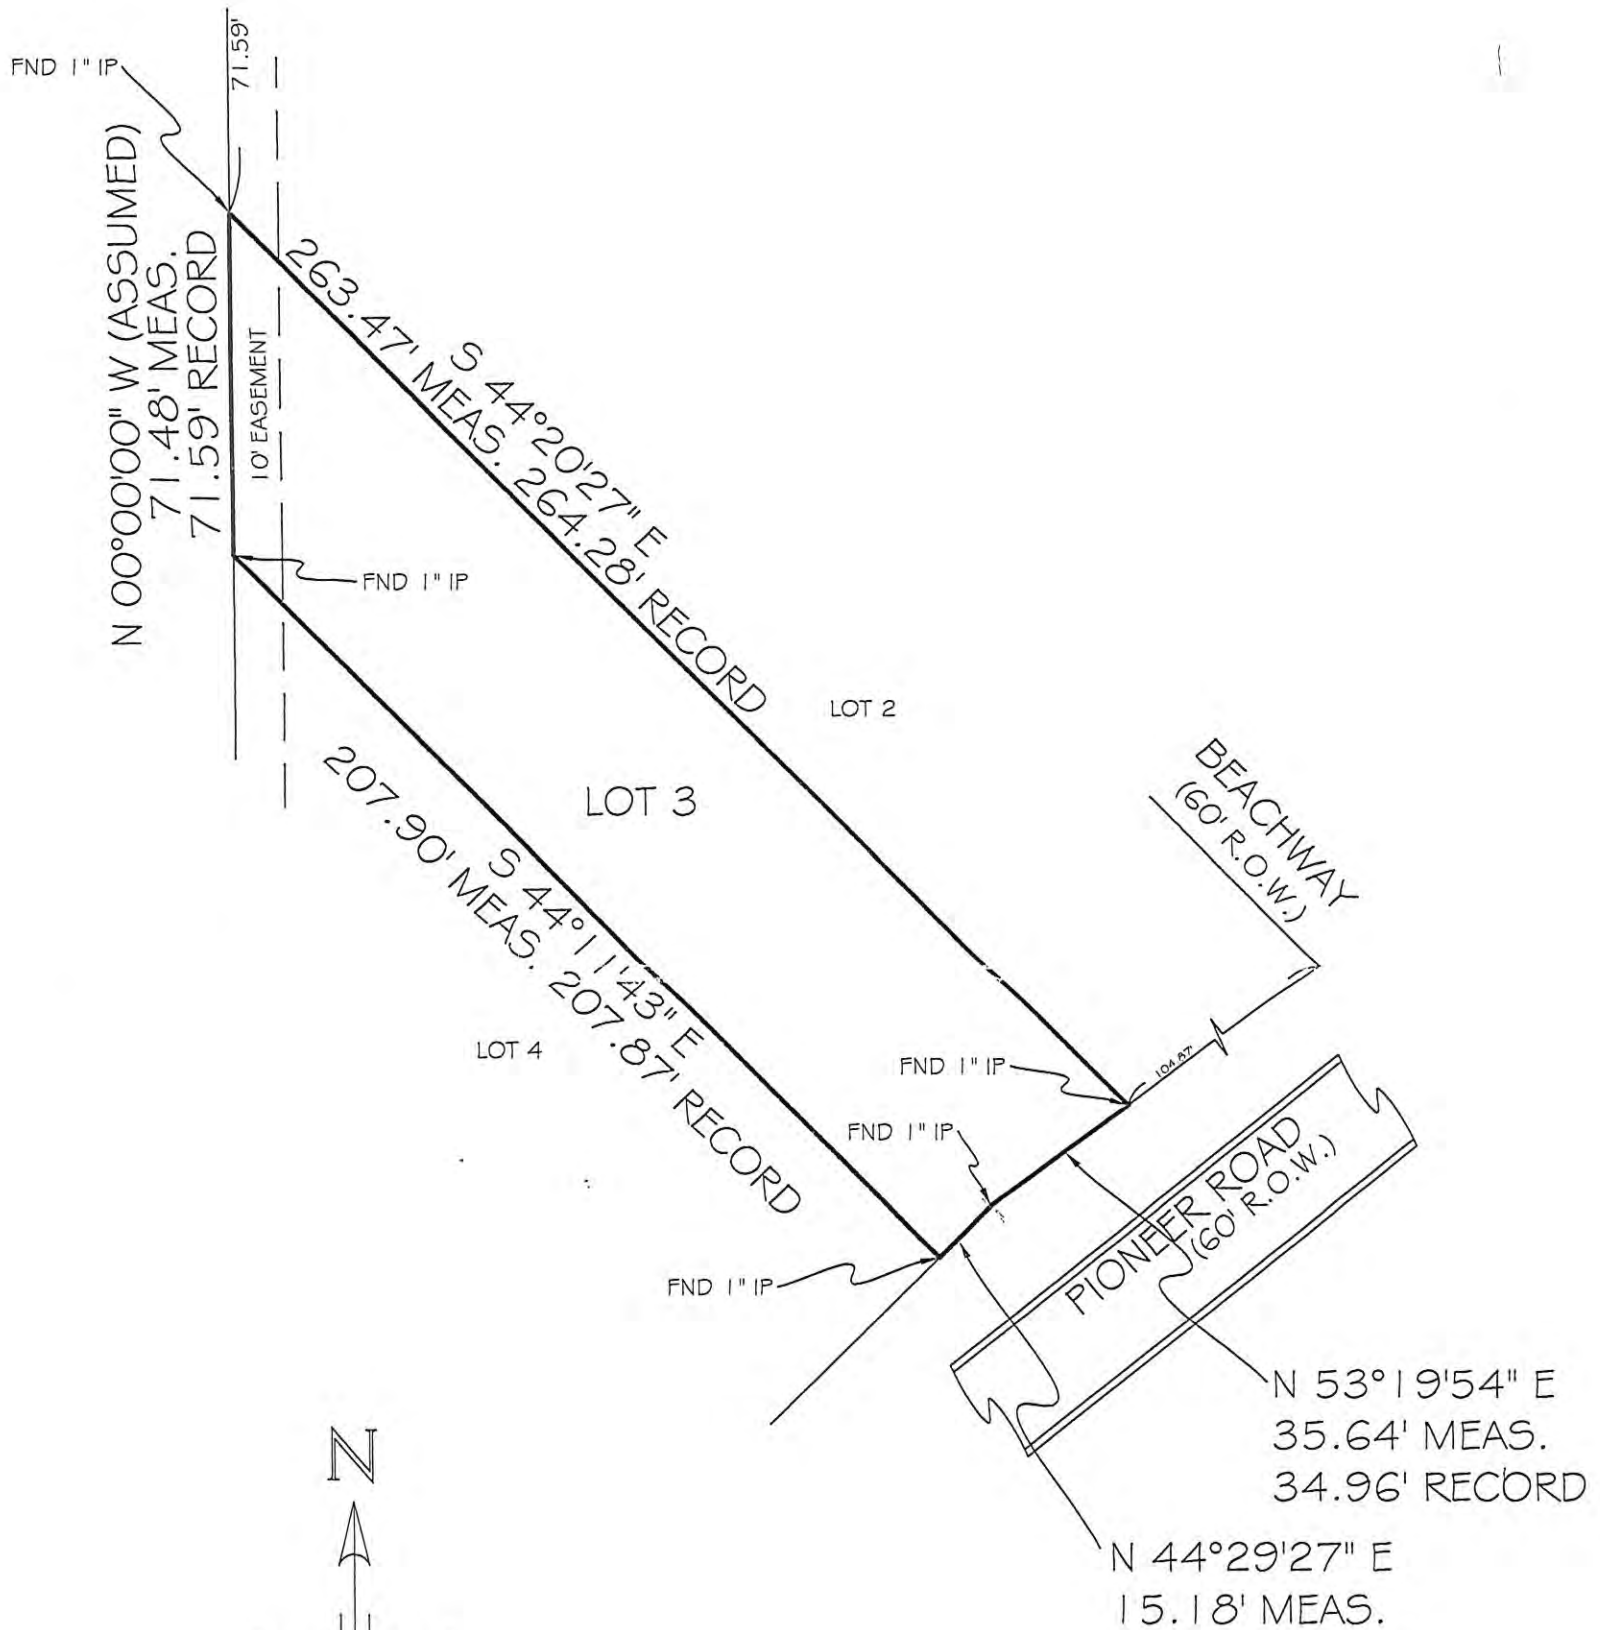 71.59'
FND 1" IP
N 00°00'00" W (ASSUMED)
71.48' MEAS.
71.59' RECORD
10' EASEMENT
S 44°20'27" E
263.47' MEAS. 264.28' RECORD
FND 1" IP
LOT 2
LOT 3
BEACHWAY
(60' R.O.W.)
S 44°11'43" E
207.90' MEAS. 207.87' RECORD
LOT 4
FND 1" IP
104.87'
FND 1" IP
PIONEER ROAD
(60' R.O.W.)
FND 1" IP
N 53°19'54" E
35.64' MEAS.
34.96' RECORD
N
N 44°29'27" E
15.18' MEAS.